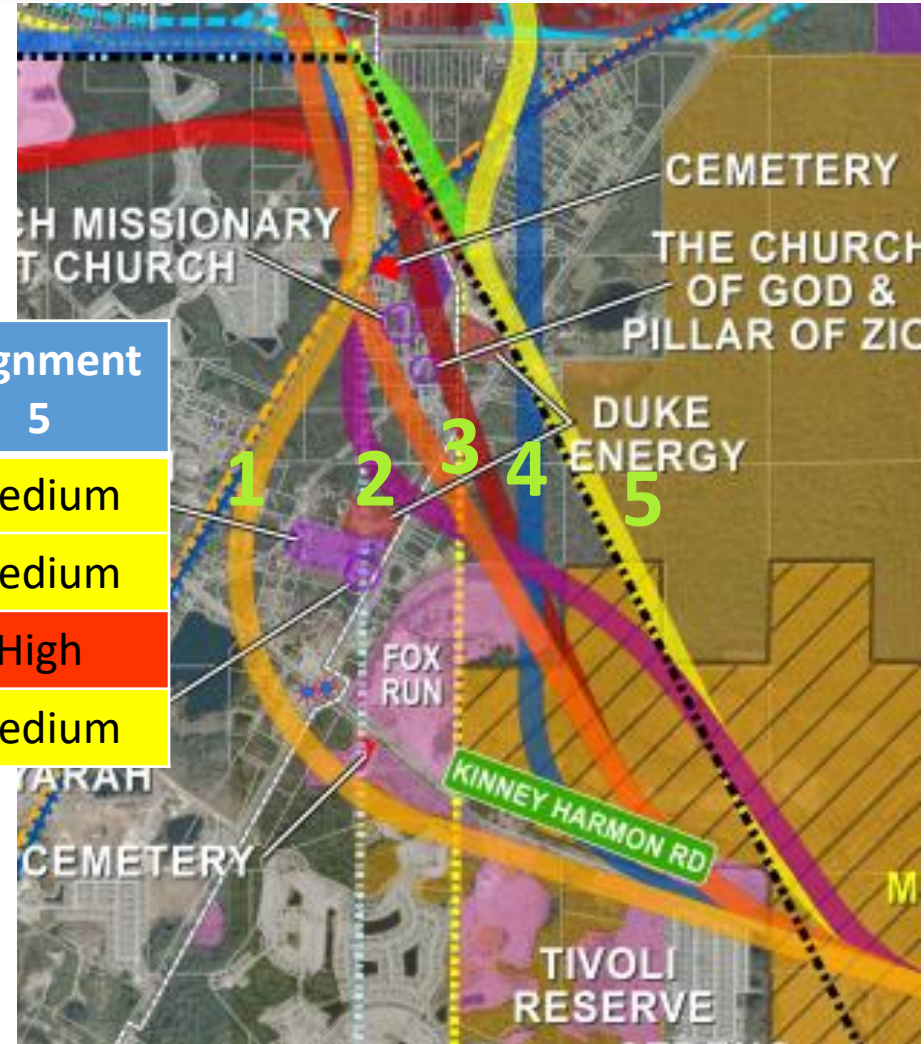 CEMETERY
CH MISSIONARY
T CHURCH
THE CHURCH
OF GOD &
PILLAR OF ZIO
gnment
5
edium
edium
High
edium
DUKE
ENERGY
1
2
3
4
5
FOX
RUN
KINNEY HARMON RD
YARAH
CEMETERY
M
TIVOLI
RESERVE